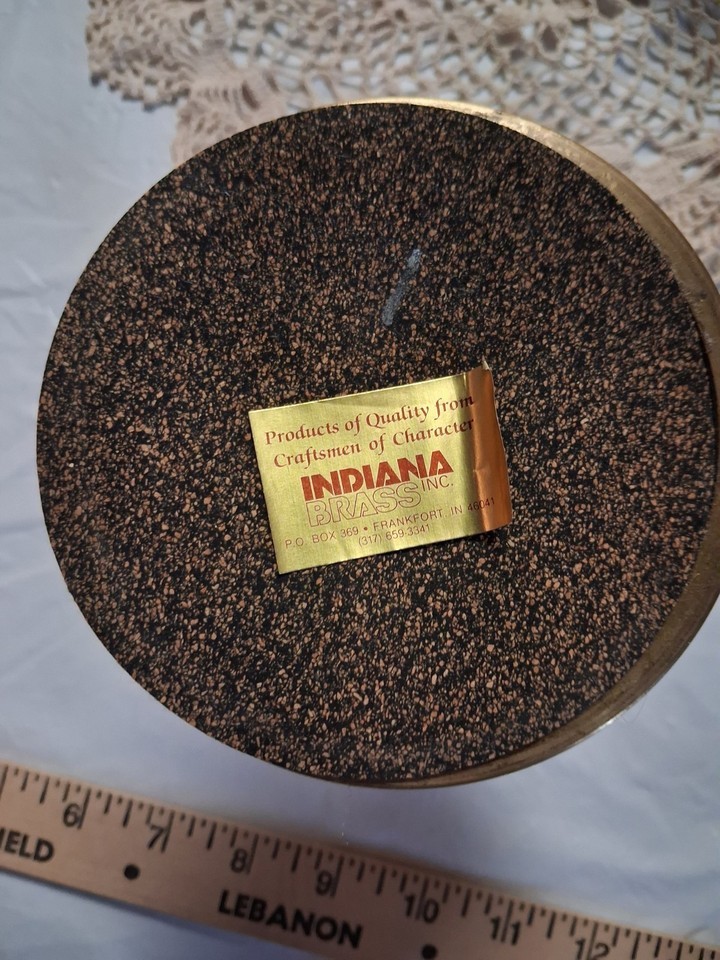 Products of Quality from
Craftsmen of Character
INDIANA
BRASS INC.
P.O. BOX 369 • FRANKFORT, IN 46041
(317) 659-3341
6 7 8 9 10 11 12
IELD
LEBANON